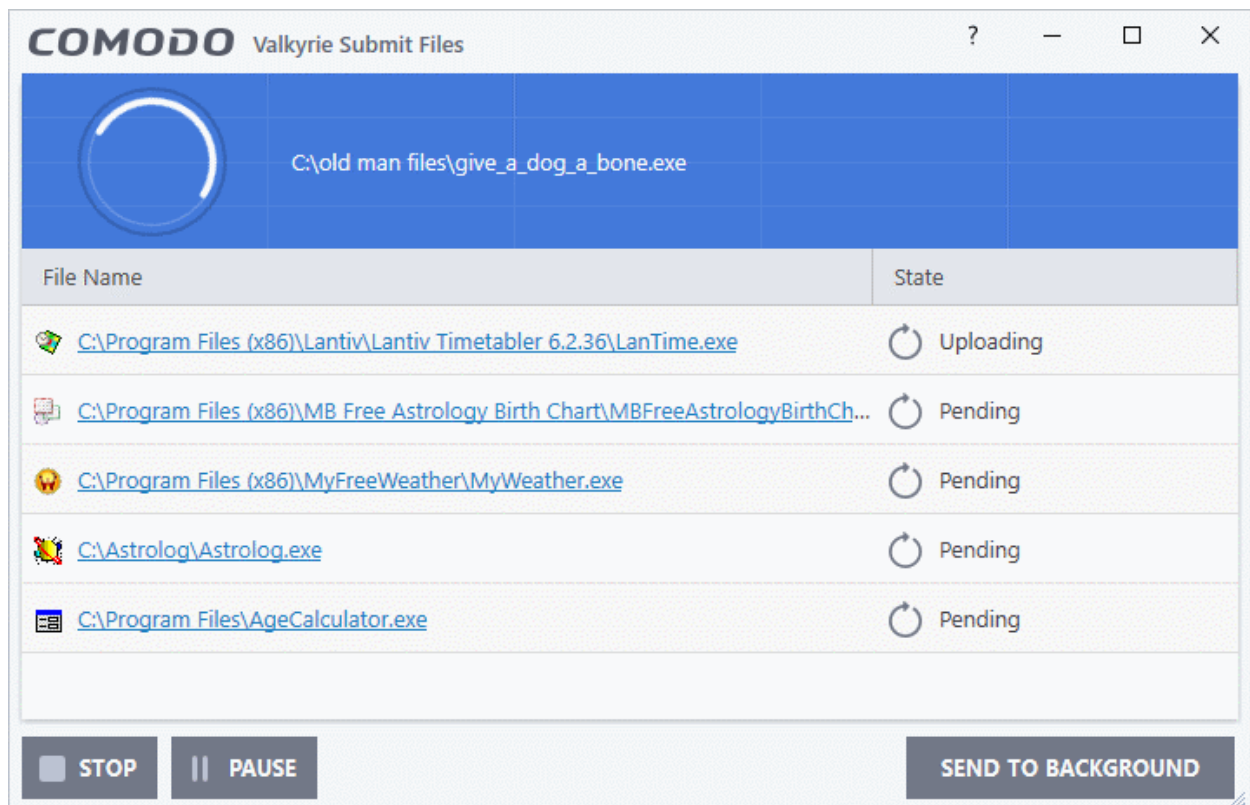 COMODO Valkyrie Submit Files
C:\old man files\give_a_dog_a_bone.exe
File Name State
C:\Program Files (x86)\Lantiv\Lantiv Timetabler 6.2.36\LanTime.exe Uploading
C:\Program Files (x86)\MB Free Astrology Birth Chart\MBFreeAstrologyBirthCh... Pending
C:\Program Files (x86)\MyFreeWeather\MyWeather.exe Pending
C:\Astrolog\Astrolog.exe Pending
C:\Program Files\AgeCalculator.exe Pending
STOP PAUSE SEND TO BACKGROUND